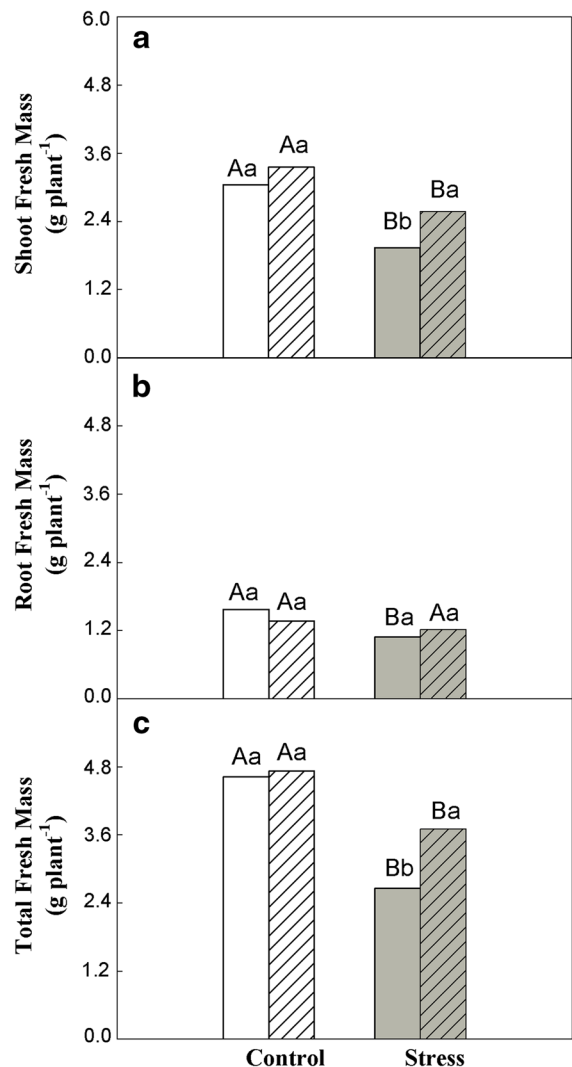 a
6.0
4.8
3.6
2.4
1.2
0.0
Shoot Fresh Mass
(g plant⁻¹)
Aa
Aa
Bb
Ba
b
4.8
3.6
2.4
1.2
0.0
Root Fresh Mass
(g plant⁻¹)
Aa
Aa
Ba
Aa
c
4.8
3.6
2.4
1.2
0.0
Total Fresh Mass
(g plant⁻¹)
Aa
Aa
Bb
Ba
Control Stress